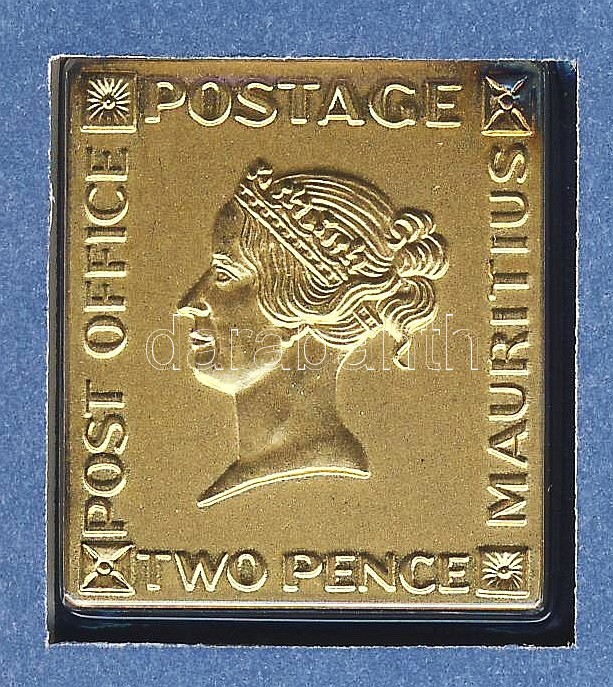 POSTAGE
POST OFFICE
MAURITIUS
TWO PENCE
darabanth